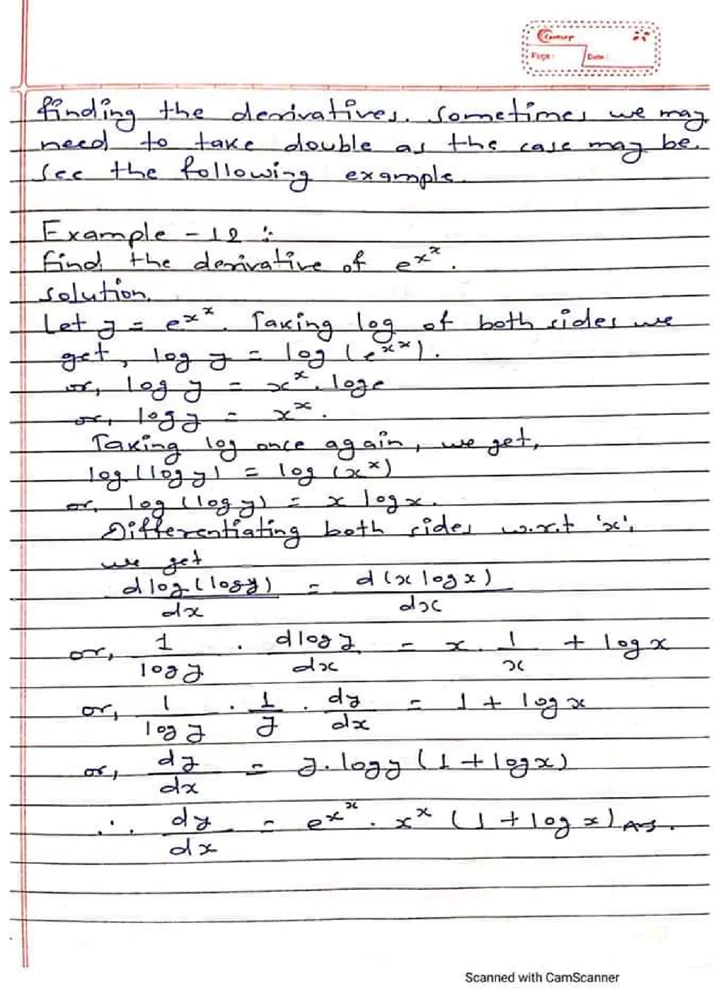 Century
Page: Date:
finding the derivatives. Sometimes we may
need to take double as the case may be.
See the following example.
Example - 12 :
find the derivative of e^x^x.
Solution.
Let y = e^x^x. Taking log of both sides we
get, log y = log (e^x^x).
or, log y = x^x. loge
or, log y = x^x.
Taking log once again, we get,
log (log y) = log (x^x)
or, log (log y) = x log x.
Differentiating both sides w.r.t 'x',
we get
d log (log y) / dx = d (x log x) / dx
or, 1 / log y . d log y / dx = x . 1 / x + log x
or, 1 / log y . 1 / y . dy / dx = 1 + log x
or, dy / dx = y. log y (1 + log x)
∴ dy / dx = e^x^x . x^x (1 + log x) Ans.
Scanned with CamScanner